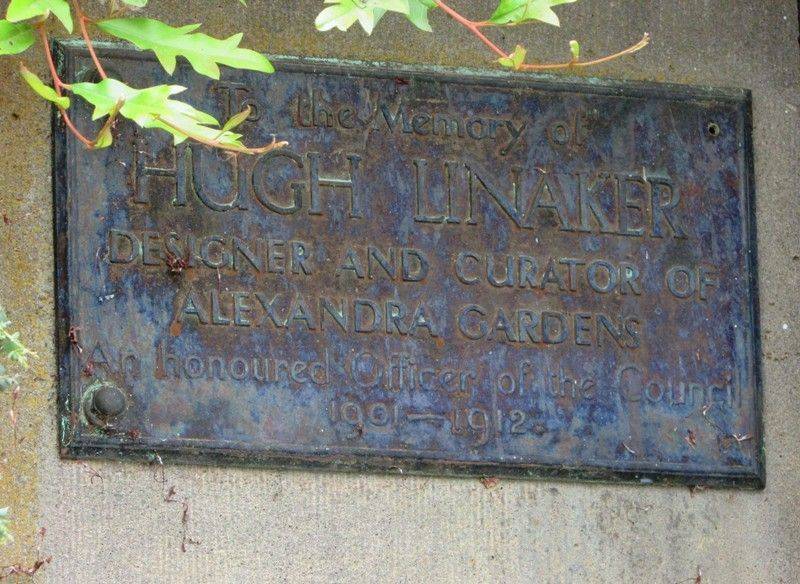 To the Memory of
HUGH LINAKER
DESIGNER AND CURATOR OF
ALEXANDRA GARDENS
An honoured Officer of the Council
1901—1912.